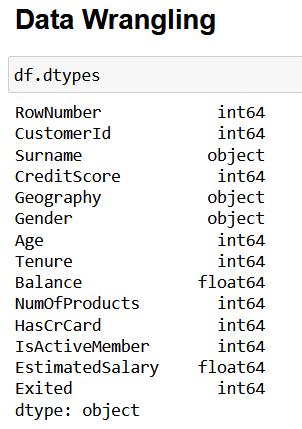 Data Wrangling
df.dtypes
RowNumber int64
CustomerId int64
Surname object
CreditScore int64
Geography object
Gender object
Age int64
Tenure int64
Balance float64
NumOfProducts int64
HasCrCard int64
IsActiveMember int64
EstimatedSalary float64
Exited int64
dtype: object